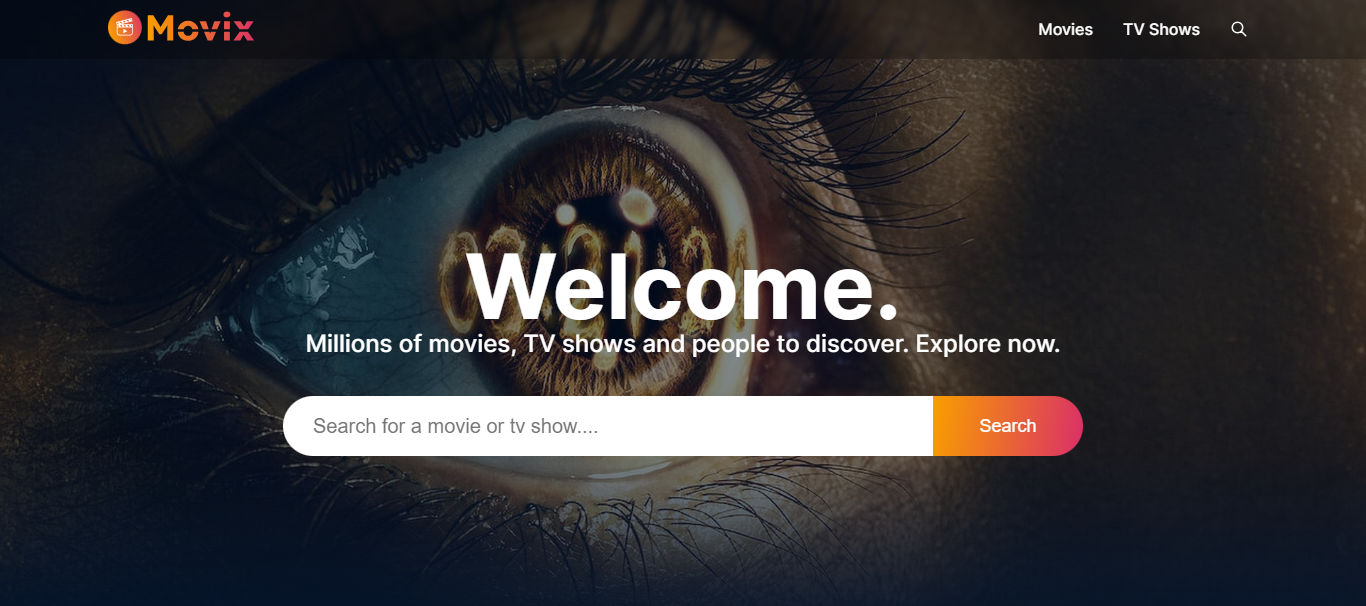 Movix
Movies
TV Shows
Welcome.
Millions of movies, TV shows and people to discover. Explore now.
Search for a movie or tv show....
Search